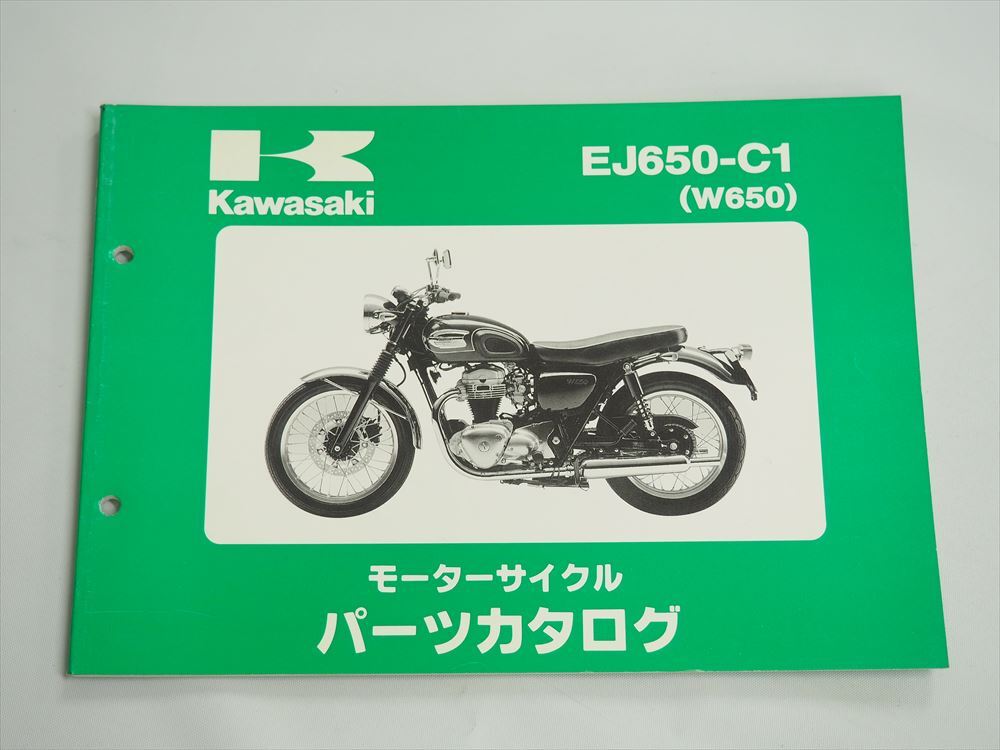 Kawasaki
EJ650-C1
(W650)
W650
モーターサイクル
パーツカタログ